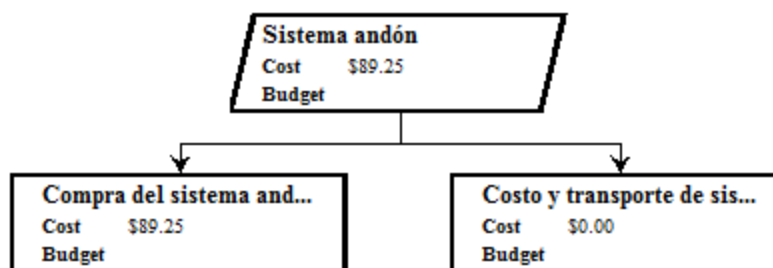 Sistema andón
Cost $89.25
Budget
Compra del sistema and...
Cost $89.25
Budget
Costo y transporte de sis...
Cost $0.00
Budget